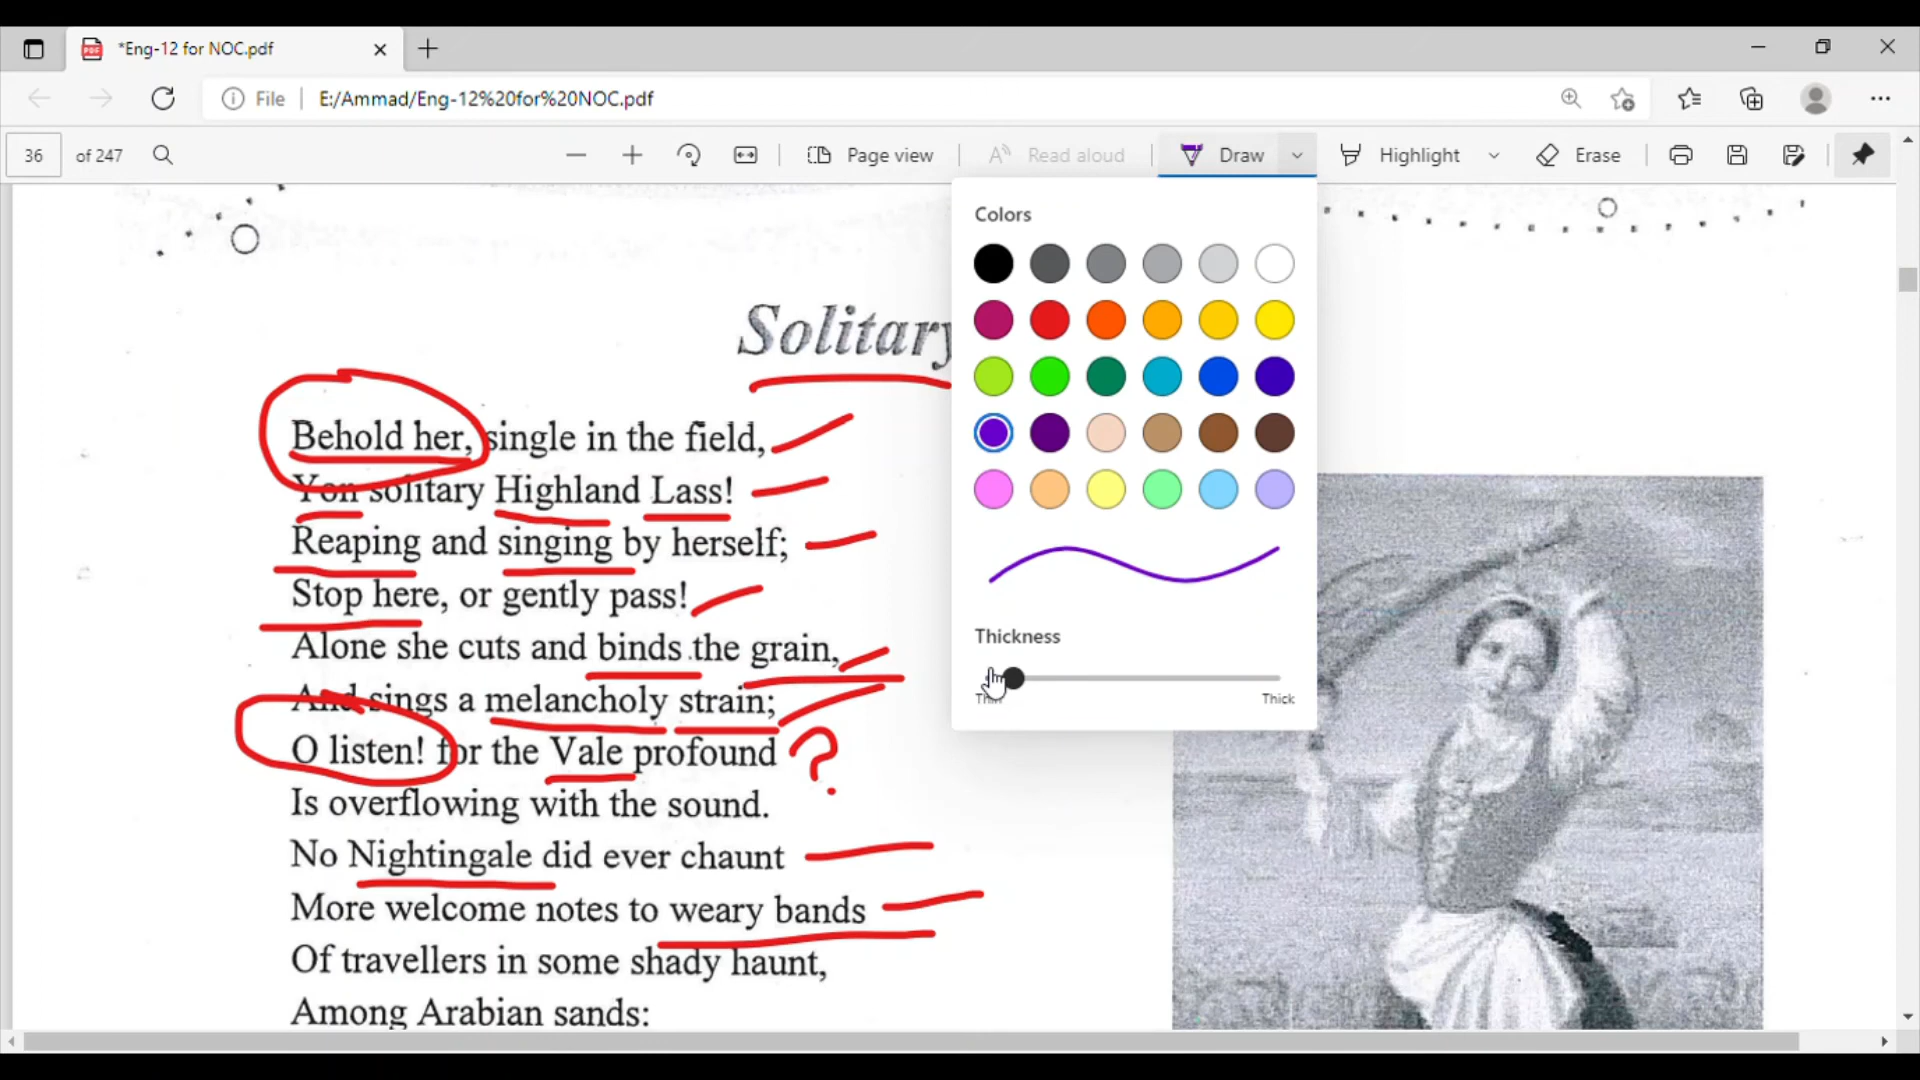 *Eng-12 for NOC.pdf
File
E:/Ammad/Eng-12%20for%20NOC.pdf
36 of 247
Page view
Read aloud
Draw
Highlight
Erase
Colors
Thickness
Thin
Thick
Solitary
Behold her, single in the field,
Yon solitary Highland Lass!
Reaping and singing by herself;
Stop here, or gently pass!
Alone she cuts and binds the grain,
And sings a melancholy strain;
O listen! for the Vale profound ?
Is overflowing with the sound.
No Nightingale did ever chaunt
More welcome notes to weary bands
Of travellers in some shady haunt,
Among Arabian sands: